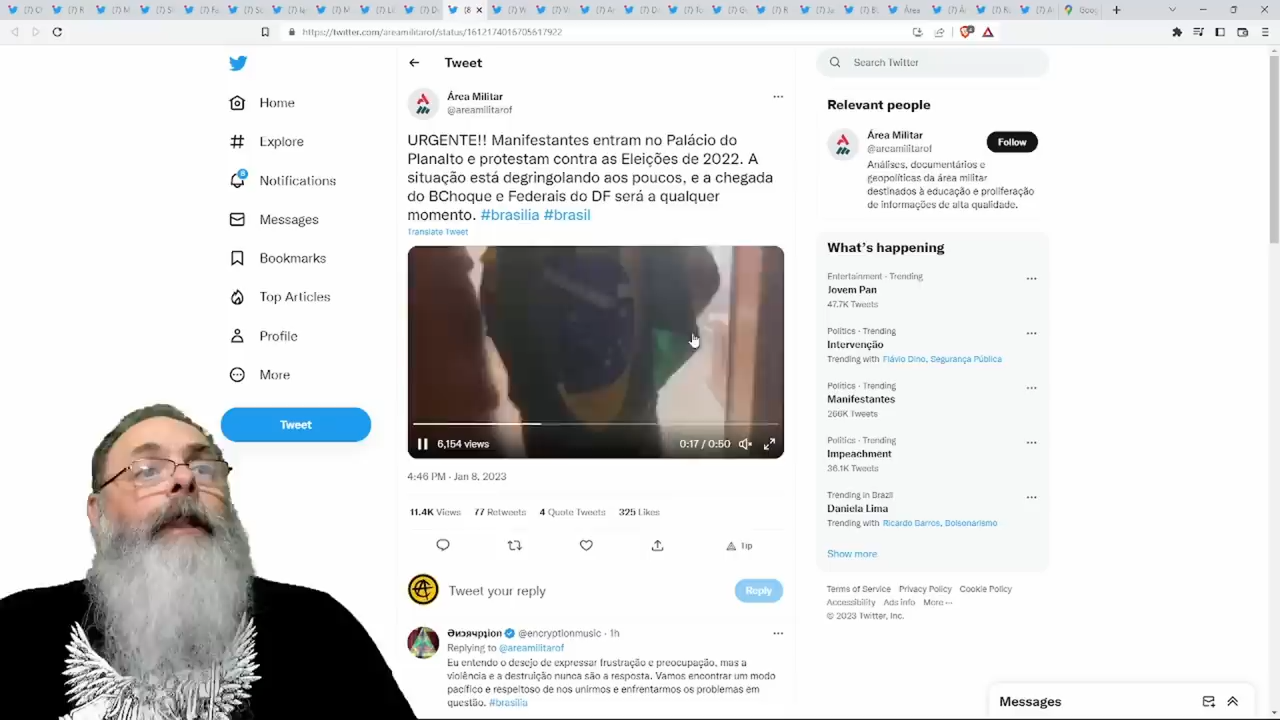 https://twitter.com/areamilitarof/status/1612174016705617922
Home
Explore
8
Notifications
Messages
Bookmarks
Top Articles
Profile
More
Tweet
Tweet
Área Militar
@areamilitarof
URGENTE!! Manifestantes entram no Palácio do
Planalto e protestam contra as Eleições de 2022. A
situação está degringolando aos poucos, e a chegada
do BChoque e Federais do DF será a qualquer
momento. #brasilia #brasil
Translate Tweet
6,154 views
0:17 / 0:50
4:46 PM · Jan 8, 2023
11.4K Views 77 Retweets 4 Quote Tweets 325 Likes
Tip
Tweet your reply
Reply
@encryptionmusic · 1h
Replying to @areamilitarof
Eu entendo o desejo de expressar frustração e preocupação, mas a
violência e a destruição nunca são a resposta. Vamos encontrar um modo
pacífico e respeitoso de nos unirmos e enfrentarmos os problemas em
questão. #brasilia
Search Twitter
Relevant people
Área Militar
@areamilitarof
Follow
Análises, documentários e
geopolíticas da área militar
destinados à educação e proliferação
de informações de alta qualidade.
What's happening
Entertainment · Trending
Jovem Pan
47.7K Tweets
Politics · Trending
Intervenção
Trending with Flávio Dino, Segurança Pública
Politics · Trending
Manifestantes
266K Tweets
Politics · Trending
Impeachment
36.1K Tweets
Trending in Brazil
Daniela Lima
Trending with Ricardo Barros, Bolsonarismo
Show more
Terms of Service Privacy Policy Cookie Policy
Accessibility Ads info More ···
© 2023 Twitter, Inc.
Messages